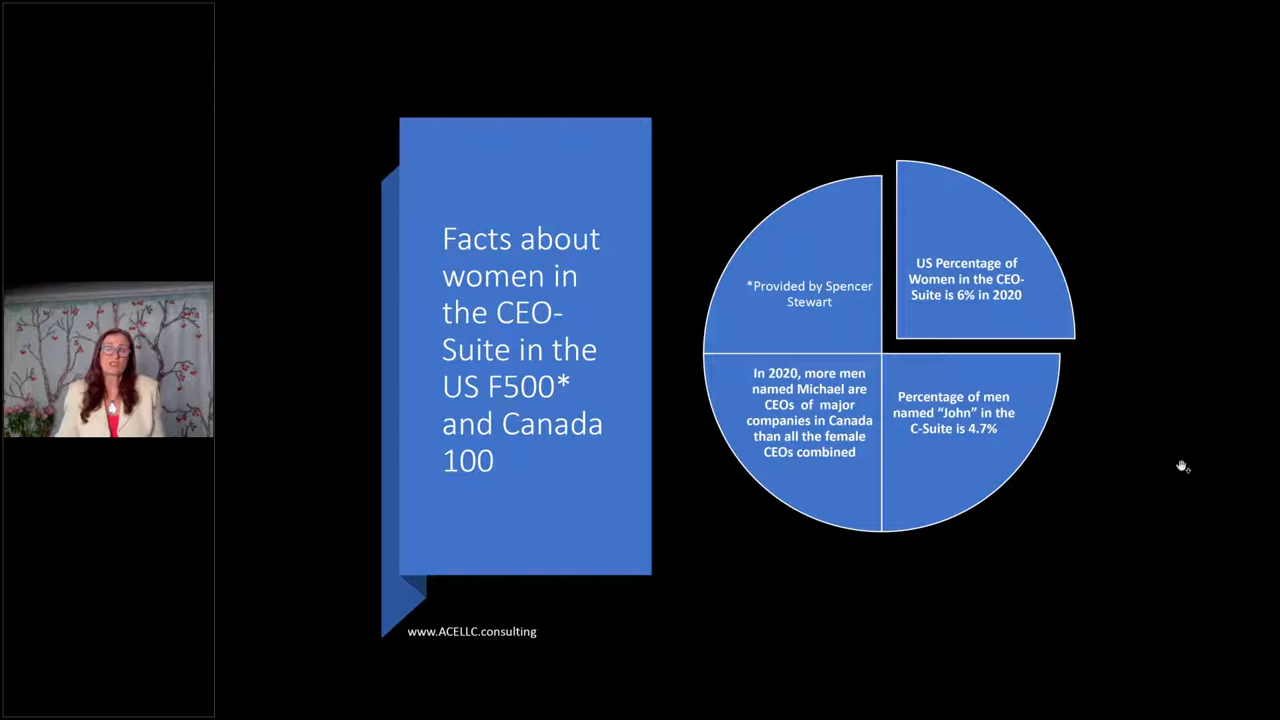 Facts about
women in
the CEO-
Suite in the
US F500*
and Canada
100
US Percentage of
Women in the CEO-
Suite is 6% in 2020
*Provided by Spencer
Stewart
In 2020, more men
named Michael are
CEOs of major
companies in Canada
than all the female
CEOs combined
Percentage of men
named “John” in the
C-Suite is 4.7%
www.ACELLC.consulting